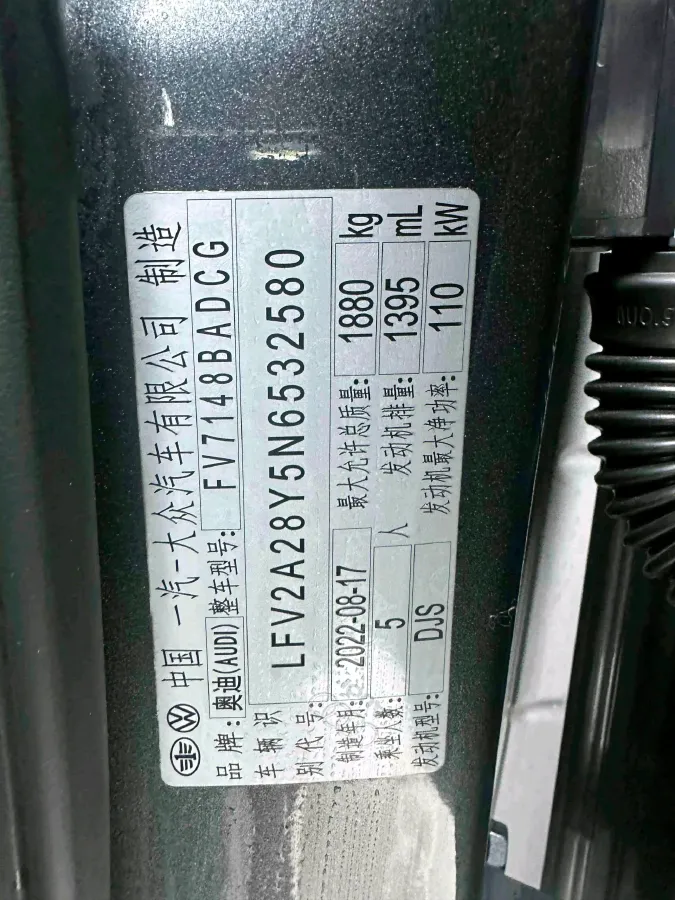 中国 一汽-大众汽车有限公司 制造
品牌:奥迪(AUDI) 整车型号: FV7148BADCG
车辆识别代号: LFV2A28Y5N6532580
制造年月: 2022-08-17 最大允许总质量: 1880 kg
乘坐人数: 5 人 发动机排量: 1395 mL
发动机型号: DJS 发动机最大净功率: 110 kW